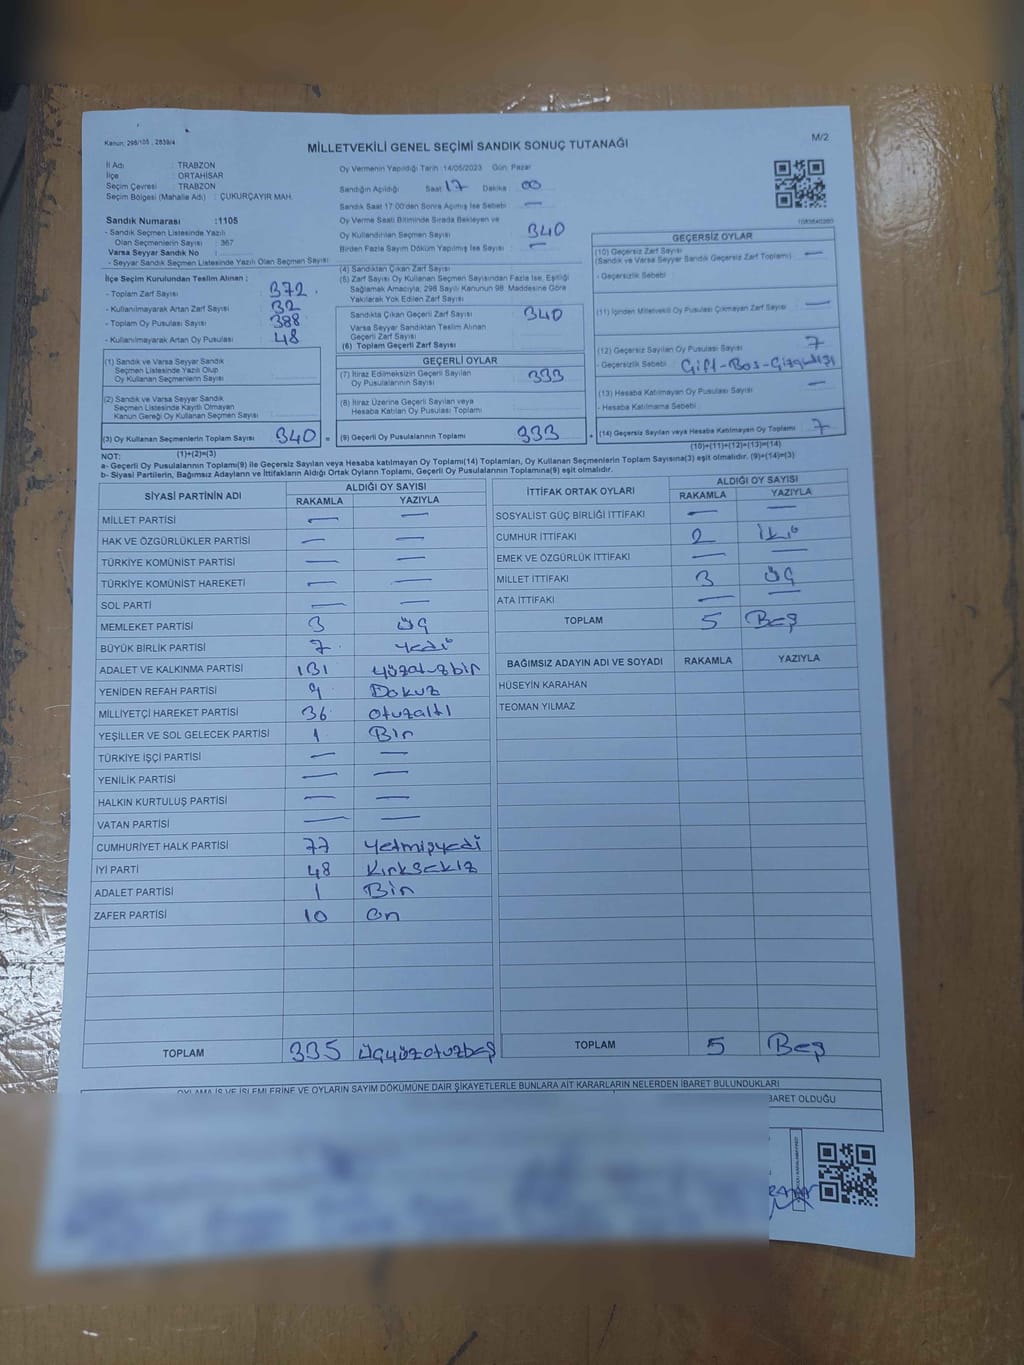 Kanun: 298/105, 2839/4
MİLLETVEKİLİ GENEL SEÇİMİ SANDIK SONUÇ TUTANAĞI
M/2
İl Adı : TRABZON
İlçe : ORTAHİSAR
Seçim Çevresi : TRABZON
Seçim Bölgesi (Mahalle Adı) : ÇUKURÇAYIR MAH.
Sandık Numarası :1105
- Sandık Seçmen Listesinde Yazılı
Olan Seçmenlerin Sayısı : 367
Varsa Seyyar Sandık No :
- Seyyar Sandık Seçmen Listesinde Yazılı Olan Seçmen Sayısı
İlçe Seçim Kurulundan Teslim Alınan ;
- Toplam Zarf Sayısı : 372
- Kullanılmayarak Artan Zarf Sayısı : 32
- Toplam Oy Pusulası Sayısı : 388
- Kullanılmayarak Artan Oy Pusulası : 48
(1) Sandık ve Varsa Seyyar Sandık
Seçmen Listesinde Yazılı Olup
Oy Kullanan Seçmenlerin Sayısı
(2) Sandık ve Varsa Seyyar Sandık
Seçmen Listesinde Kayıtlı Olmayan
Kanun Gereği Oy Kullanan Seçmen Sayısı
(3) Oy Kullanan Seçmenlerin Toplam Sayısı 340 =
(1)+(2)=(3)
Oy Vermenin Yapıldığı Tarih :14/05/2023 Gün: Pazar
Sandığın Açıldığı Saat 17 Dakika 00
Sandık Saat 17:00'den Sonra Açılmış İse Sebebi : —
Oy Verme Saati Bitiminde Sırada Bekleyen ve
Oy Kullandırılan Seçmen Sayısı
Birden Fazla Sayım Döküm Yapılmış İse Sayısı : —
(4) Sandıktan Çıkan Zarf Sayısı 340
(5) Zarf Sayısı Oy Kullanan Seçmen Sayısından Fazla İse, Eşitliği
Sağlamak Amacıyla; 298 Sayılı Kanunun 98. Maddesine Göre
Yakılarak Yok Edilen Zarf Sayısı
Sandıkta Çıkan Geçerli Zarf Sayısı 340
Varsa Seyyar Sandıktan Teslim Alınan
Geçerli Zarf Sayısı
(6) Toplam Geçerli Zarf Sayısı
GEÇERLİ OYLAR
(7) İtiraz Edilmeksizin Geçerli Sayılan
Oy Pusulalarının Sayısı 333
(8) İtiraz Üzerine Geçerli Sayılan veya
Hesaba Katılan Oy Pusulası Toplamı
(9) Geçerli Oy Pusulalarının Toplamı 333 +
GEÇERSİZ OYLAR
(10) Geçersiz Zarf Sayısı
(Sandık ve Varsa Seyyar Sandık Geçersiz Zarf Toplamı) —
- Geçersizlik Sebebi
(11) İçinden Milletvekili Oy Pusulası Çıkmayan Zarf Sayısı —
(12) Geçersiz Sayılan Oy Pusulası Sayısı 7
- Geçersizlik Sebebi Çift-Boş-
(13) Hesaba Katılmayan Oy Pusulası Sayısı —
- Hesaba Katılmama Sebebi
(14) Geçersiz Sayılan veya Hesaba Katılmayan Oy Toplamı 7
(10)+(11)+(12)+(13)=(14)
NOT:
a- Geçerli Oy Pusulalarının Toplamı(9) ile Geçersiz Sayılan veya Hesaba katılmayan Oy Toplamı(14) Toplamları, Oy Kullanan Seçmenlerin Toplam Sayısına(3) eşit olmalıdır. (9)+(14)=(3)
b- Siyasi Partilerin, Bağımsız Adayların ve İttifakların Aldığı Ortak Oyların Toplamı, Geçerli Oy Pusulalarının Toplamına(9) eşit olmalıdır.
SİYASİ PARTİNİN ADI ALDIĞI OY SAYISI
RAKAMLA YAZIYLA
MİLLET PARTİSİ — —
HAK VE ÖZGÜRLÜKLER PARTİSİ — —
TÜRKİYE KOMÜNİST PARTİSİ — —
TÜRKİYE KOMÜNİST HAREKETİ — —
SOL PARTİ — —
MEMLEKET PARTİSİ 3 üç
BÜYÜK BİRLİK PARTİSİ 7 yedi
ADALET VE KALKINMA PARTİSİ 131 yüzotuzbir
YENİDEN REFAH PARTİSİ 9 Dokuz
MİLLİYETÇİ HAREKET PARTİSİ 36 otuzaltı
YEŞİLLER VE SOL GELECEK PARTİSİ 1 Bir
TÜRKİYE İŞÇİ PARTİSİ — —
YENİLİK PARTİSİ — —
HALKIN KURTULUŞ PARTİSİ — —
VATAN PARTİSİ — —
CUMHURİYET HALK PARTİSİ 77 yetmişyedi
İYİ PARTİ 48 Kırksekiz
ADALET PARTİSİ 1 Bir
ZAFER PARTİSİ 10 on
TOPLAM 335 üçyüzotuzbeş
İTTİFAK ORTAK OYLARI ALDIĞI OY SAYISI
RAKAMLA YAZIYLA
SOSYALİST GÜÇ BİRLİĞİ İTTİFAKI — —
CUMHUR İTTİFAKI 2 İki
EMEK VE ÖZGÜRLÜK İTTİFAKI — —
MİLLET İTTİFAKI 3 üç
ATA İTTİFAKI — —
TOPLAM 5 Beş
BAĞIMSIZ ADAYIN ADI VE SOYADI RAKAMLA YAZIYLA
HÜSEYİN KARAHAN
TEOMAN YILMAZ
TOPLAM 5 Beş
OYLAMA İŞ VE İŞLEMLERİNE VE OYLARIN SAYIM DÖKÜMÜNE DAİR ŞİKAYETLERLE BUNLARA AİT KARARLARIN NELERDEN İBARET BULUNDUKLARI
İBARET OLDUĞU